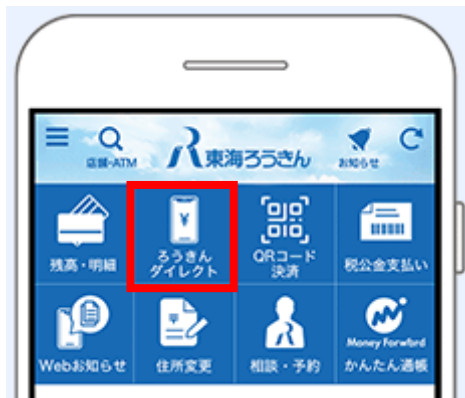 店舗・ATM
東海ろうきん
お知らせ
残高・明細
ろうきん
ダイレクト
QRコード
決済
税公金支払い
Webお知らせ
住所変更
相談・予約
Money Forward
かんたん通帳